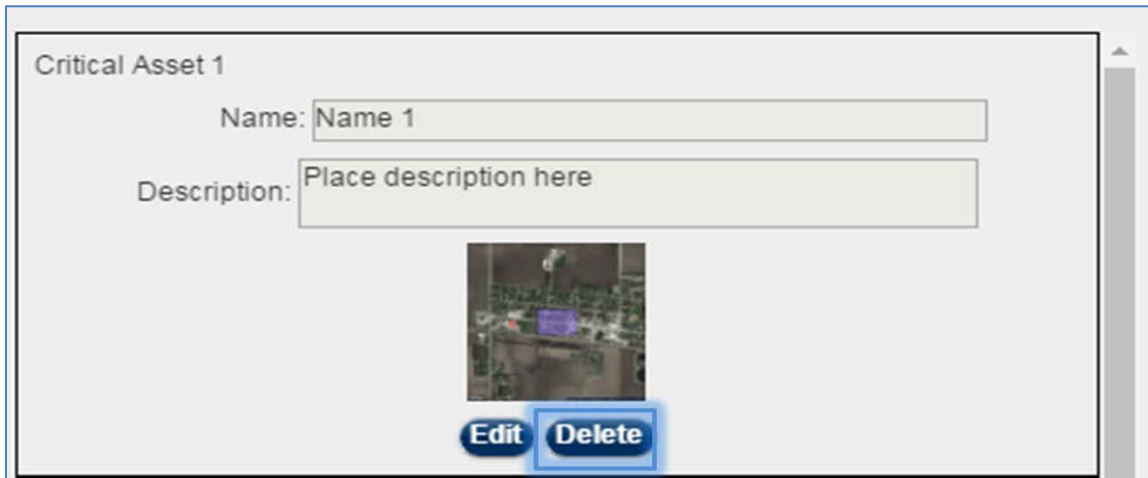 Critical Asset 1
Name: Name 1
Description: Place description here
Edit Delete